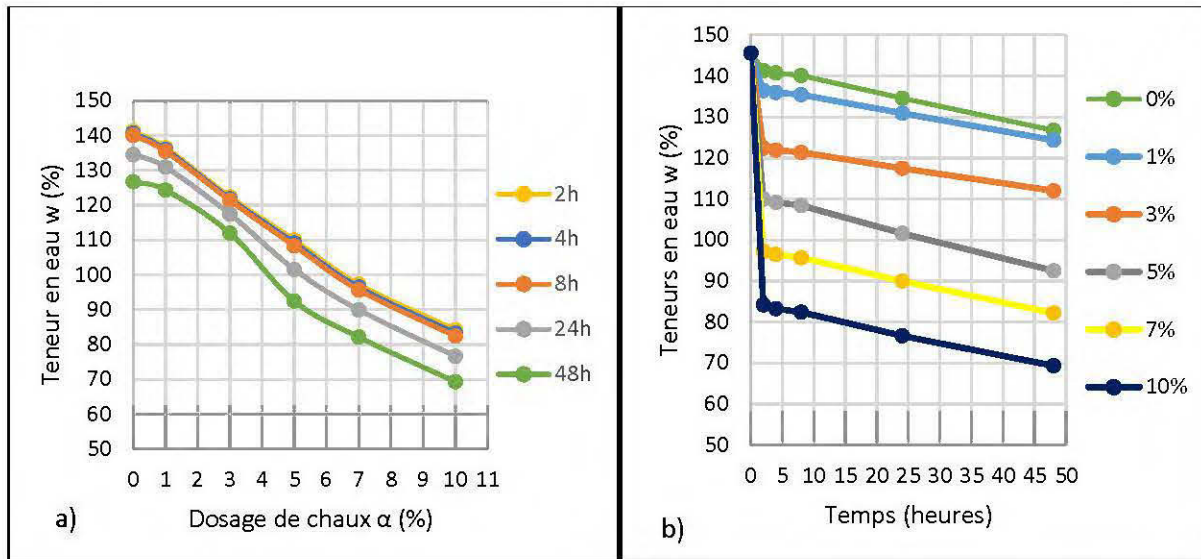 150
140
130
120
110
100
90
80
70
60
50
Teneur en eau w (%)
0 1 2 3 4 5 6 7 8 9 10 11
Dosage de chaux α (%)
a)
2h
4h
8h
24h
48h
150
140
130
120
110
100
90
80
70
60
50
Teneurs en eau w (%)
0 5 10 15 20 25 30 35 40 45 50
Temps (heures)
b)
0%
1%
3%
5%
7%
10%